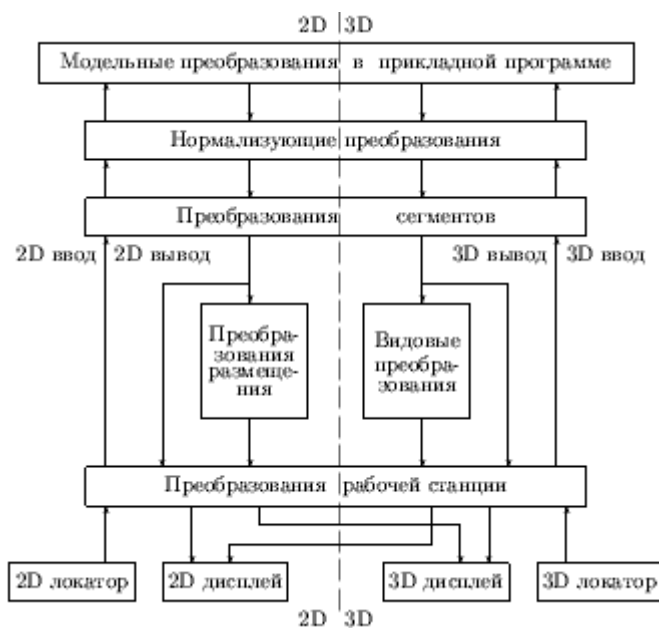 2D 3D
Модельные преобразования в прикладной программе
Нормализующие преобразования
Преобразования сегментов
2D ввод 2D вывод 3D вывод 3D ввод
Преобра-
зования
размеще-
ния
Видовые
преобра-
зования
Преобразования рабочей станции
2D локатор 2D дисплей 3D дисплей 3D локатор
2D 3D